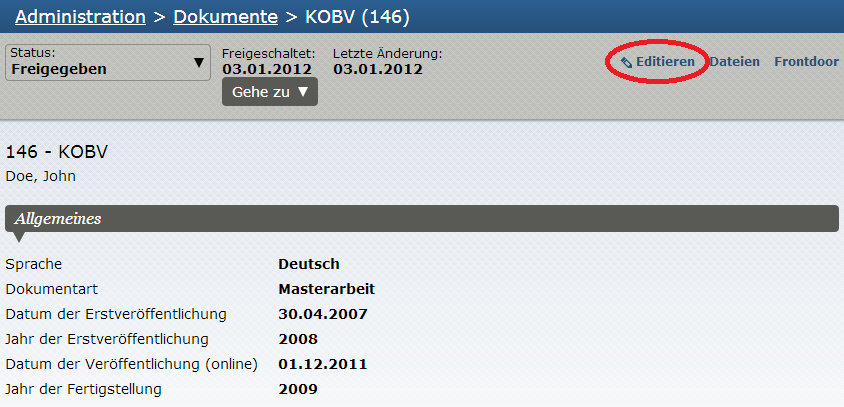 Administration > Dokumente > KOBV (146)
Status:
Freigegeben ▼
Freigeschaltet:
03.01.2012
Letzte Änderung:
03.01.2012
Gehe zu ▼
Editieren Dateien Frontdoor
146 - KOBV
Doe, John
Allgemeines
Sprache Deutsch
Dokumentart Masterarbeit
Datum der Erstveröffentlichung 30.04.2007
Jahr der Erstveröffentlichung 2008
Datum der Veröffentlichung (online) 01.12.2011
Jahr der Fertigstellung 2009